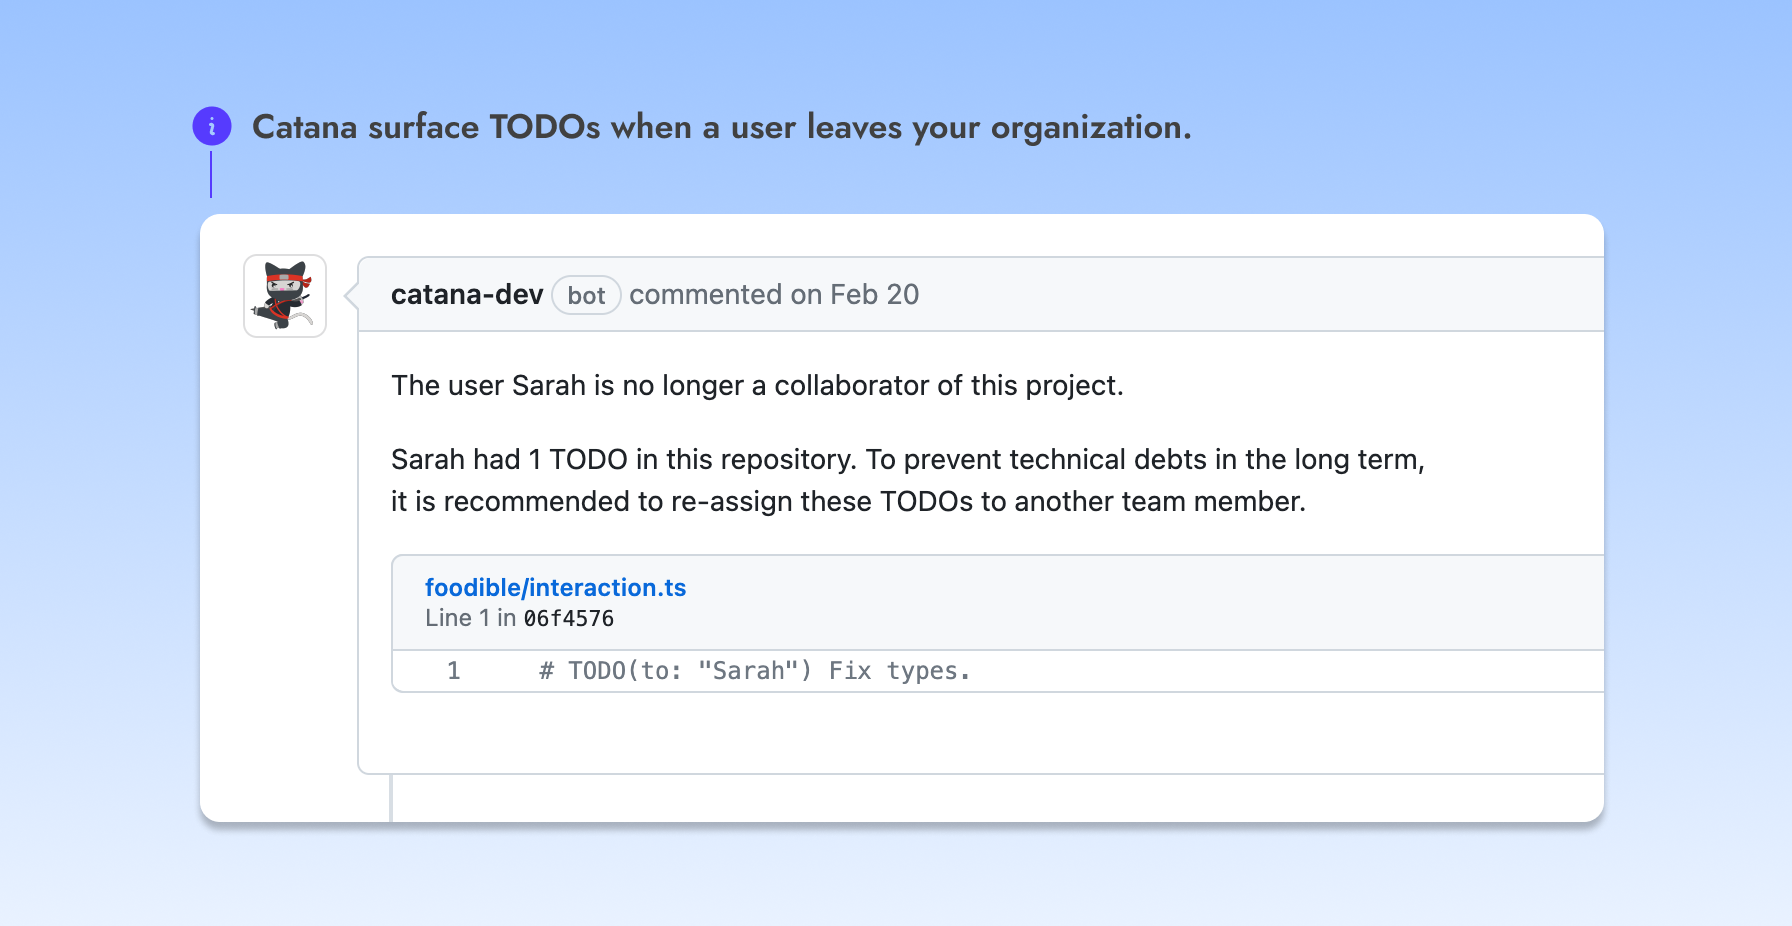 i Catana surface TODOs when a user leaves your organization.
catana-dev bot commented on Feb 20
The user Sarah is no longer a collaborator of this project.
Sarah had 1 TODO in this repository. To prevent technical debts in the long term,
it is recommended to re-assign these TODOs to another team member.
foodible/interaction.ts
Line 1 in 06f4576
1 # TODO(to: "Sarah") Fix types.